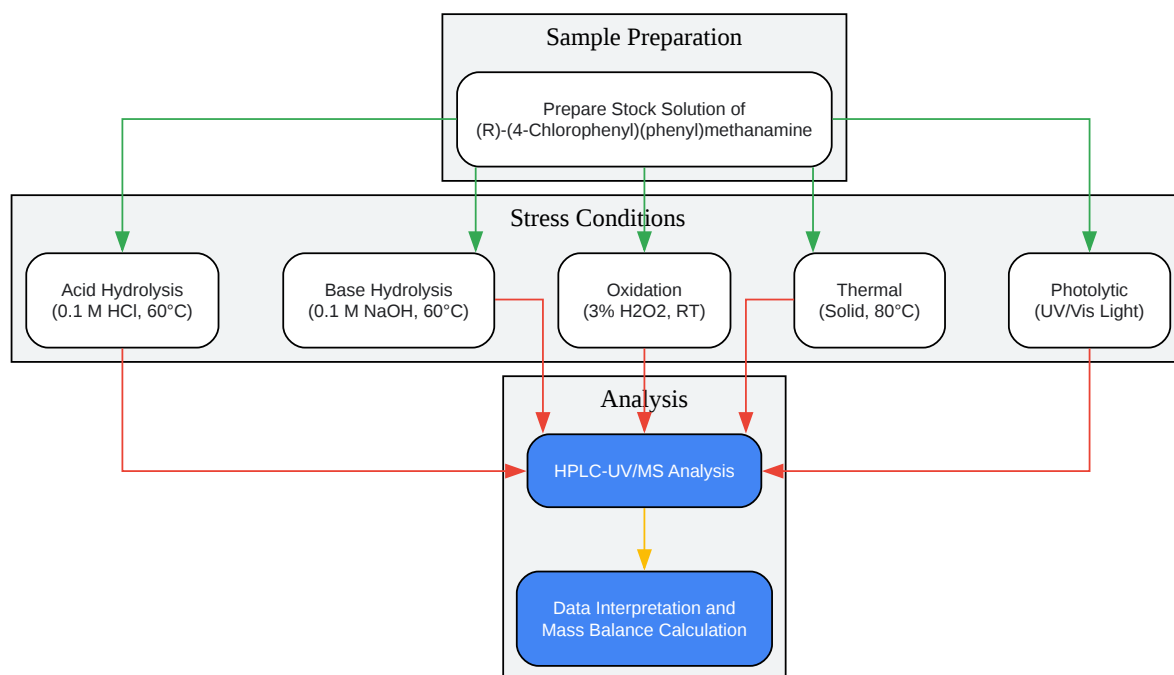 Sample Preparation
Prepare Stock Solution of
(R)-(4-Chlorophenyl)(phenyl)methanamine
Stress Conditions
Acid Hydrolysis
(0.1 M HCl, 60°C)
Base Hydrolysis
(0.1 M NaOH, 60°C)
Oxidation
(3% H2O2, RT)
Thermal
(Solid, 80°C)
Photolytic
(UV/Vis Light)
Analysis
HPLC-UV/MS Analysis
Data Interpretation and
Mass Balance Calculation